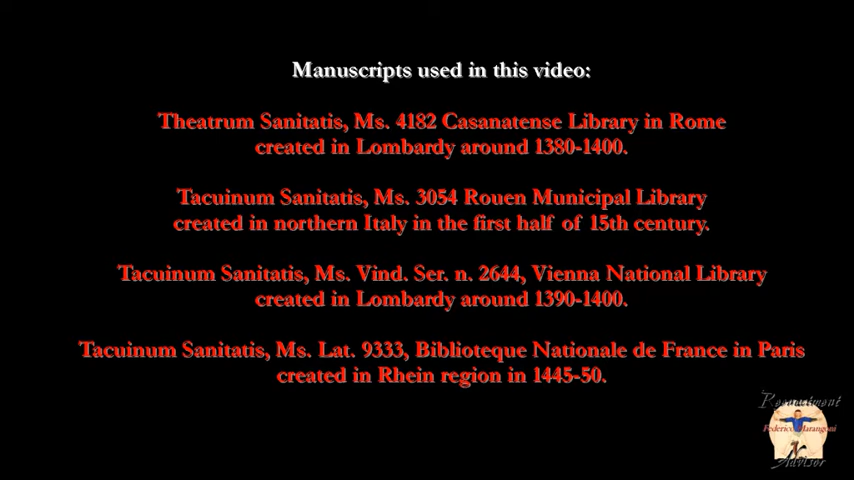 Manuscripts used in this video:
Theatrum Sanitatis, Ms. 4182 Casanatense Library in Rome
created in Lombardy around 1380-1400.
Tacuinum Sanitatis, Ms. 3054 Rouen Municipal Library
created in northern Italy in the first half of 15th century.
Tacuinum Sanitatis, Ms. Vind. Ser. n. 2644, Vienna National Library
created in Lombardy around 1390-1400.
Tacuinum Sanitatis, Ms. Lat. 9333, Biblioteque Nationale de France in Paris
created in Rhein region in 1445-50.
Reenactment
Federico Marangoni
Advisor